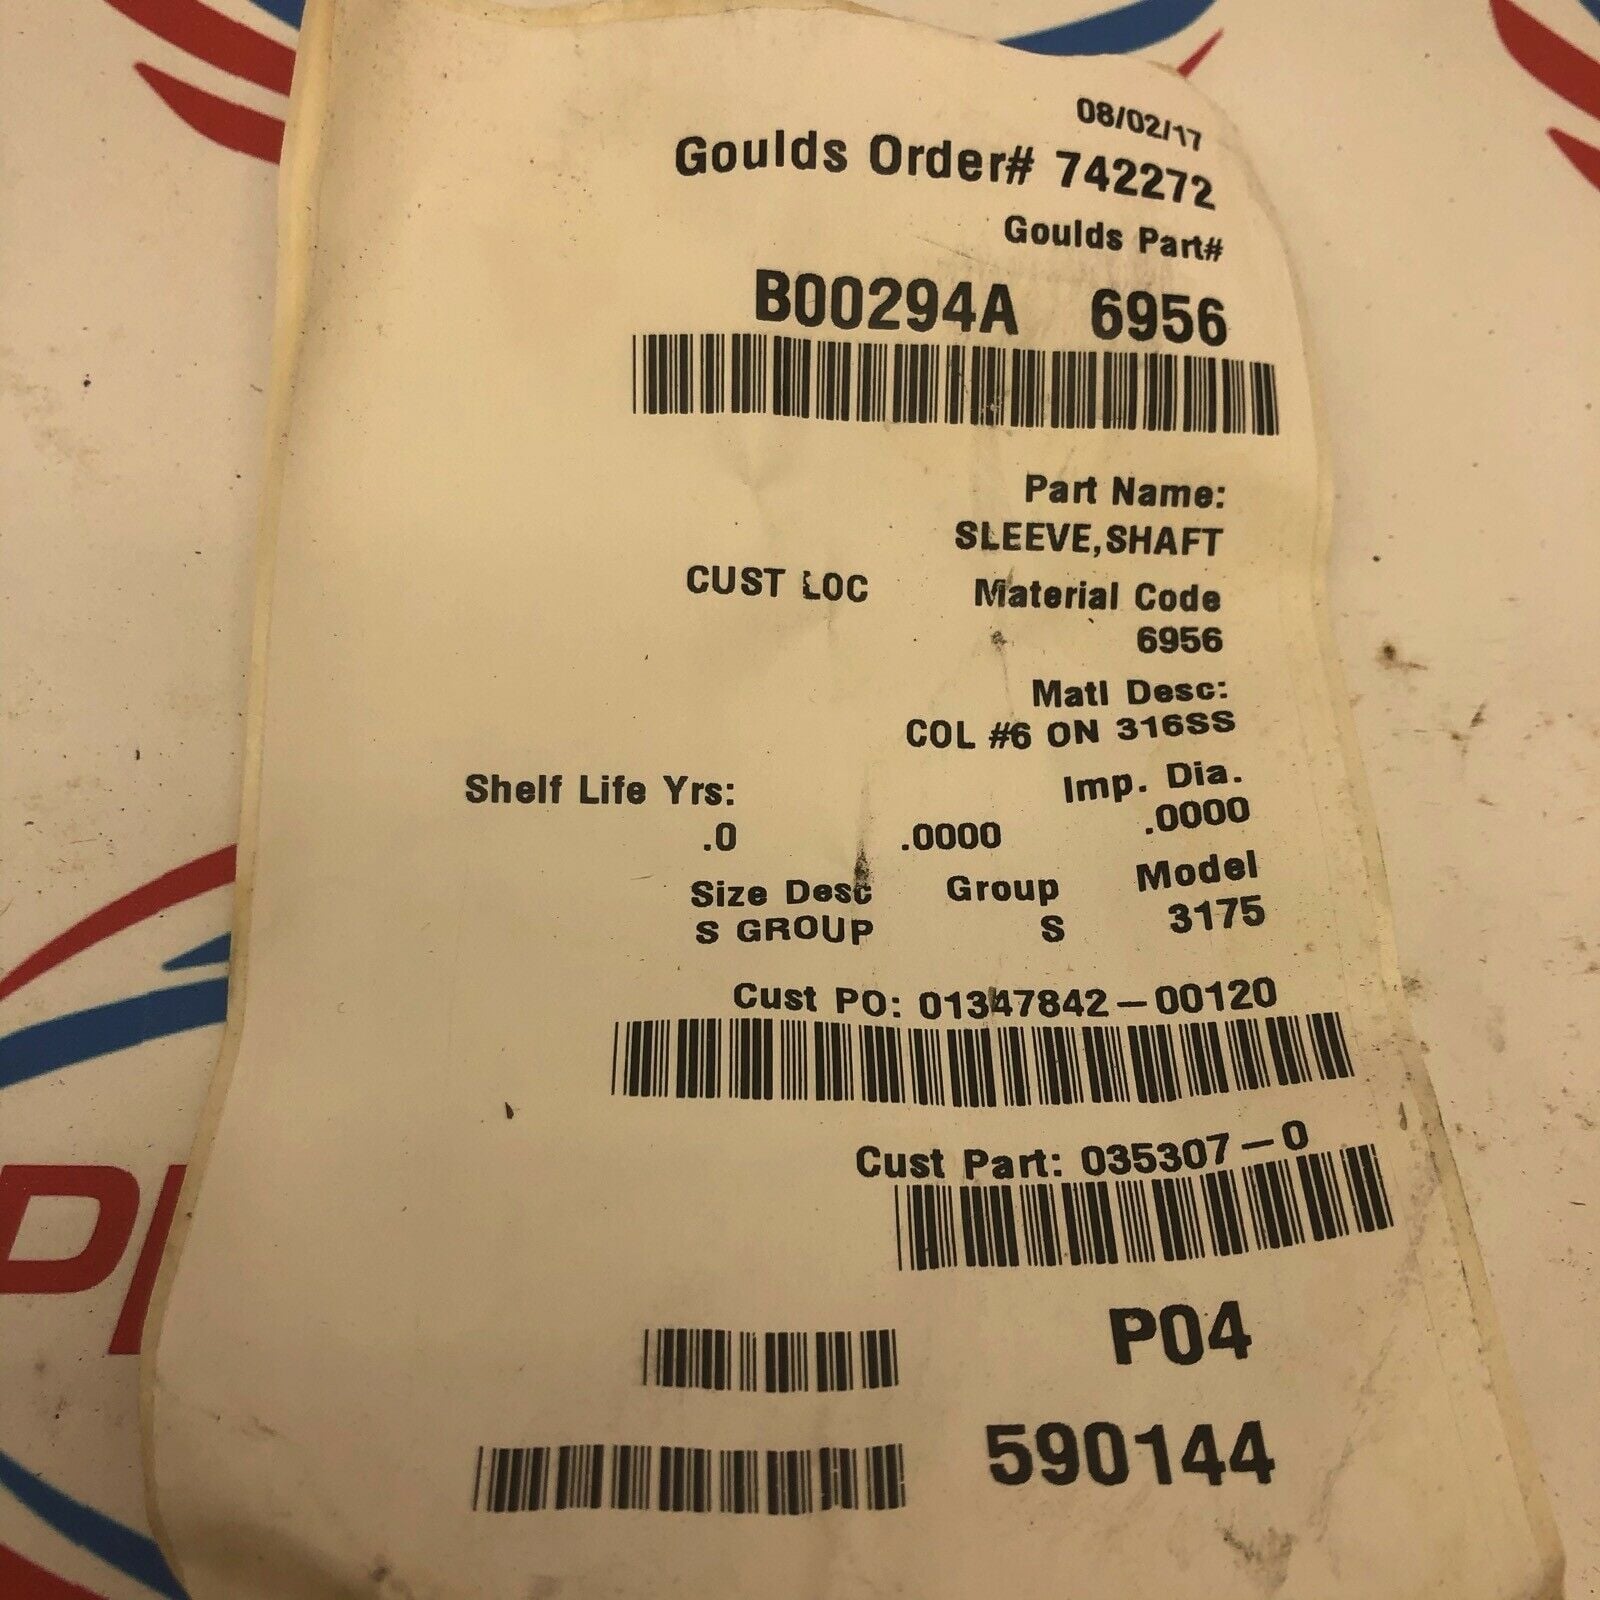 08/02/17
Goulds Order# 742272
Goulds Part#
B00294A 6956
Part Name:
SLEEVE,SHAFT
CUST LOC Material Code
6956
Matl Desc:
COL #6 ON 316SS
Shelf Life Yrs: Imp. Dia.
.0 .0000 .0000
Size Desc Group Model
S GROUP S 3175
Cust PO: 01347842-00120
Cust Part: 035307-0
P04
590144